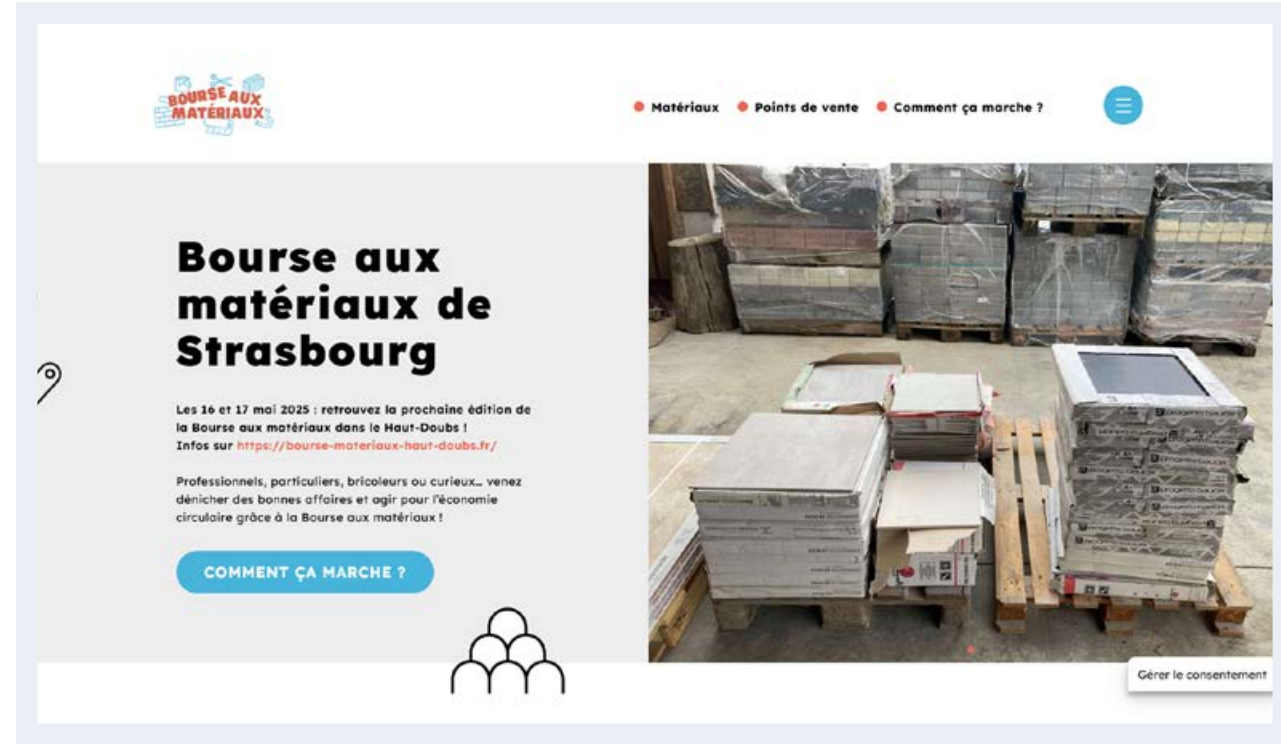 BOURSE AUX
MATÉRIAUX
Matériaux
Points de vente
Comment ça marche ?
Bourse aux
matériaux de
Strasbourg
Les 16 et 17 mai 2025 : retrouvez la prochaine édition de
la Bourse aux matériaux dans le Haut-Doubs !
Infos sur https://bourse-materiaux-haut-doubs.fr/
Professionnels, particuliers, bricoleurs ou curieux… venez
dénicher des bonnes affaires et agir pour l'économie
circulaire grâce à la Bourse aux matériaux !
COMMENT ÇA MARCHE ?
Gérer le consentement